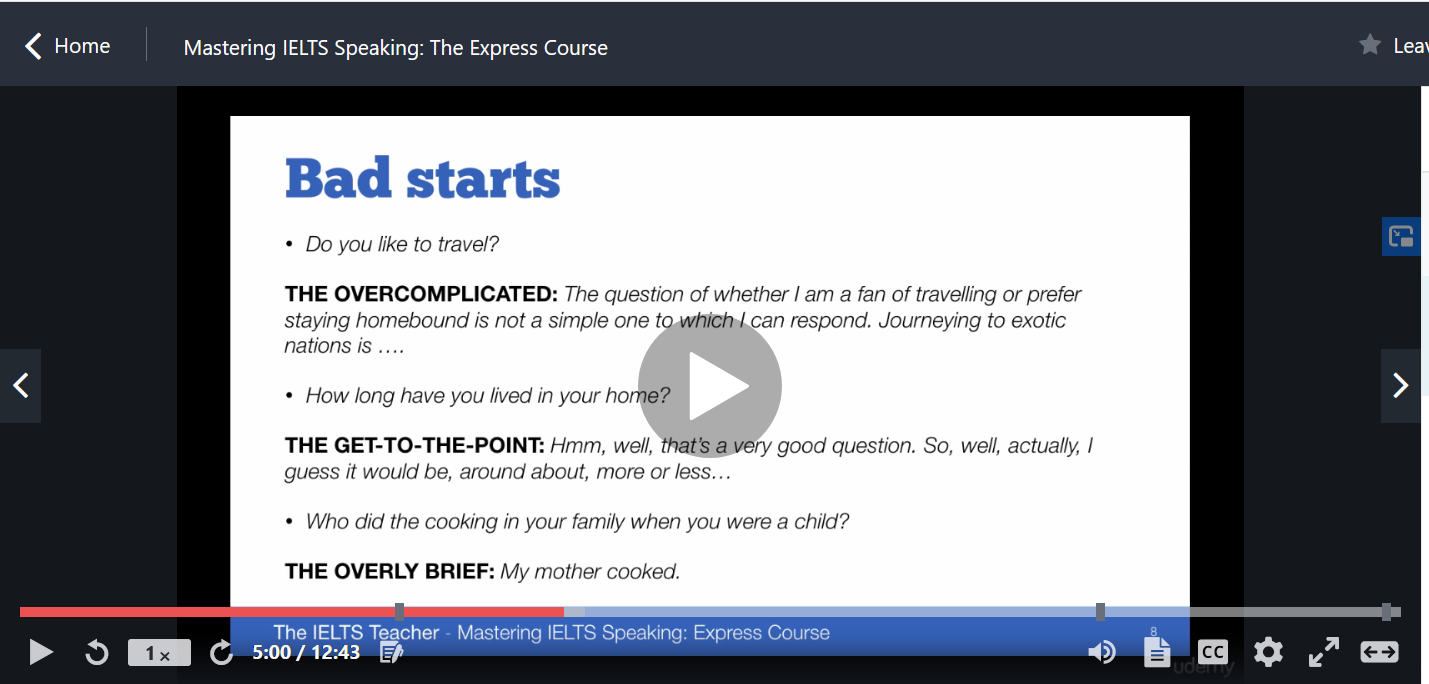 Home
Mastering IELTS Speaking: The Express Course
Leav
Bad starts
• Do you like to travel?
THE OVERCOMPLICATED: The question of whether I am a fan of travelling or prefer
staying homebound is not a simple one to which I can respond. Journeying to exotic
nations is ….
• How long have you lived in your home?
THE GET-TO-THE-POINT: Hmm, well, that's a very good question. So, well, actually, I
guess it would be, around about, more or less…
• Who did the cooking in your family when you were a child?
THE OVERLY BRIEF: My mother cooked.
The IELTS Teacher - Mastering IELTS Speaking: Express Course
8
1x
5:00 / 12:43
CC
udemy